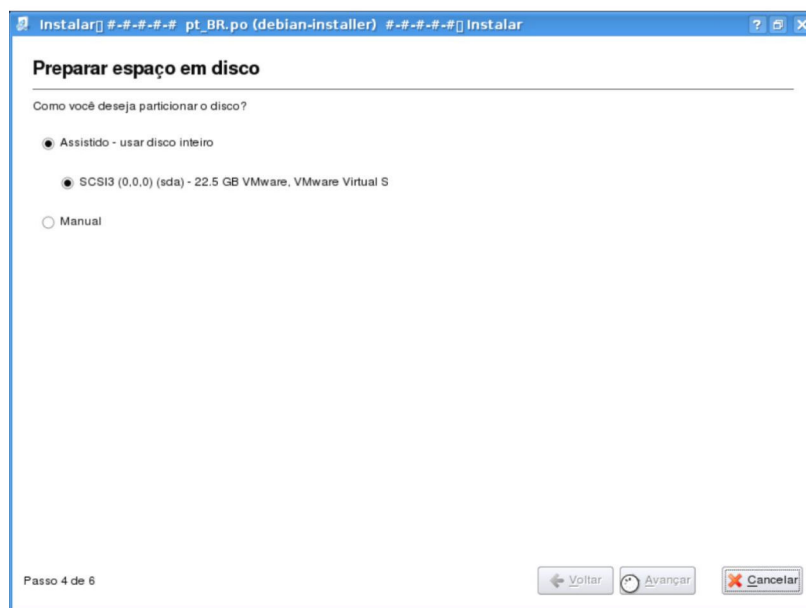 Instalar▯ #-#-#-#-# pt_BR.po (debian-installer) #-#-#-#-#▯ Instalar
Preparar espaço em disco
Como você deseja particionar o disco?
Assistido - usar disco inteiro
SCSI3 (0,0,0) (sda) - 22.5 GB VMware, VMware Virtual S
Manual
Passo 4 de 6
Voltar
Avançar
Cancelar